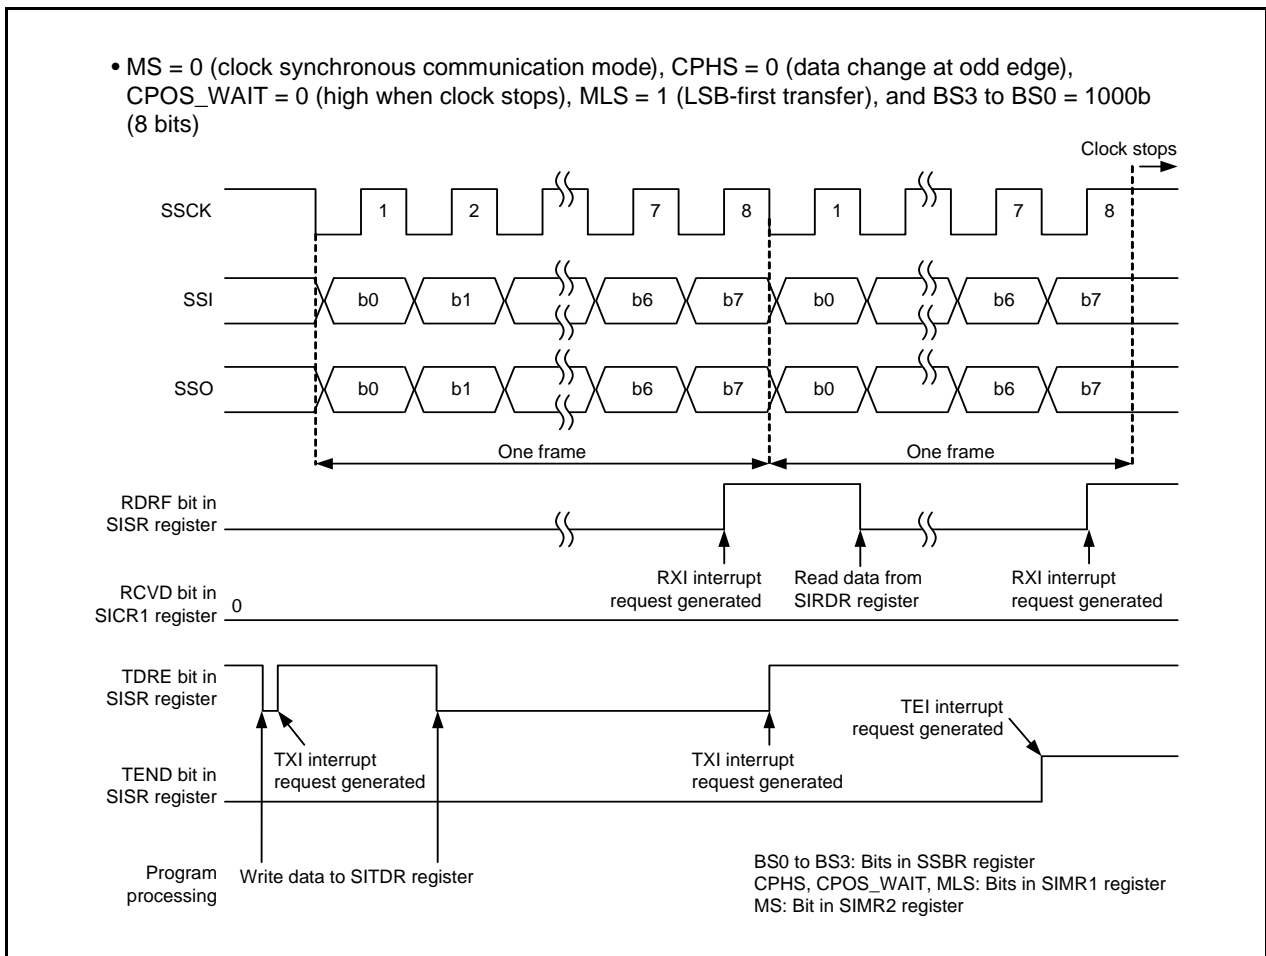 • MS = 0 (clock synchronous communication mode), CPHS = 0 (data change at odd edge),
CPOS_WAIT = 0 (high when clock stops), MLS = 1 (LSB-first transfer), and BS3 to BS0 = 1000b
(8 bits)
Clock stops
SSCK
1 2 7 8 1 7 8
SSI
b0 b1 b6 b7 b0 b6 b7
SSO
b0 b1 b6 b7 b0 b6 b7
One frame One frame
RDRF bit in
SISR register
RXI interrupt
request generated
Read data from
SIRDR register
RXI interrupt
request generated
RCVD bit in
SICR1 register
0
TDRE bit in
SISR register
TXI interrupt
request generated
TXI interrupt
request generated
TEI interrupt
request generated
TEND bit in
SISR register
Program
processing
Write data to SITDR register
BS0 to BS3: Bits in SSBR register
CPHS, CPOS_WAIT, MLS: Bits in SIMR1 register
MS: Bit in SIMR2 register